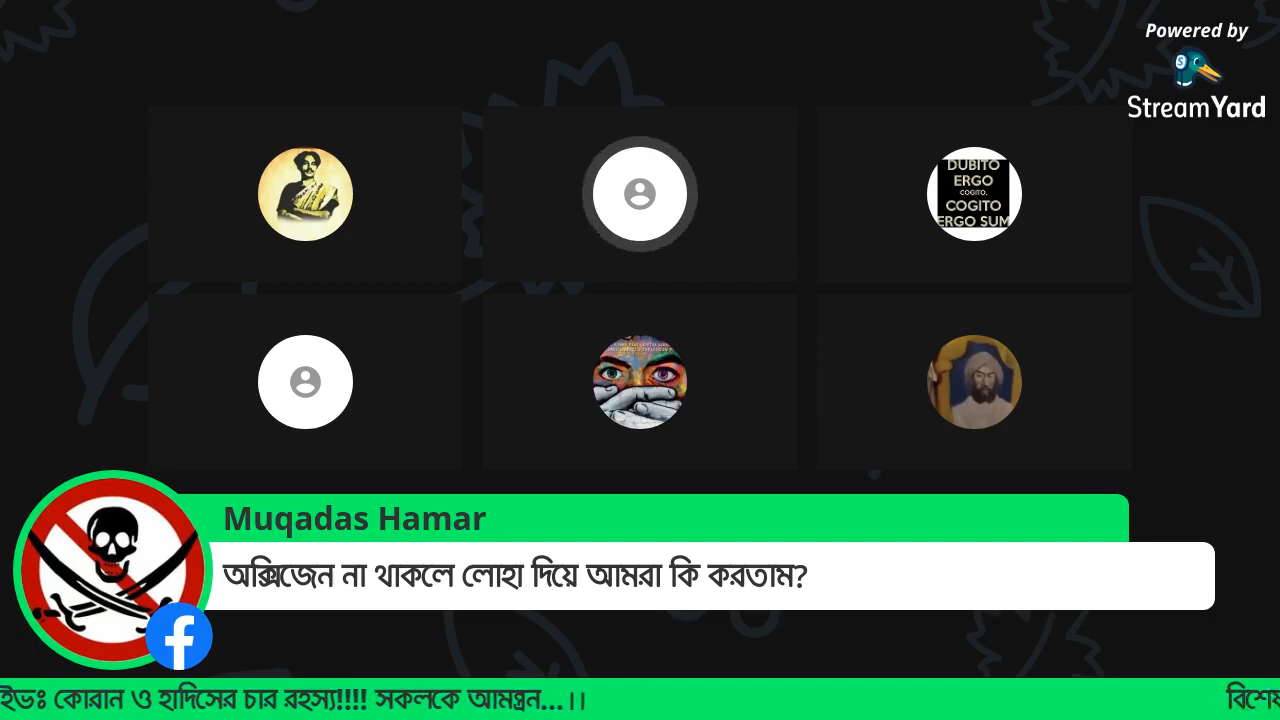 Powered by
StreamYard
DUBITO
ERGO
COGITO,
COGITO
ERGO SUM
Muqadas Hamar
অক্সিজেন না থাকলে লোহা দিয়ে আমরা কি করতাম?
ইভঃ কোরান ও হাদিসের চার রহস্য!!!! সকলকে আমন্ত্রন...।। বিশেষ